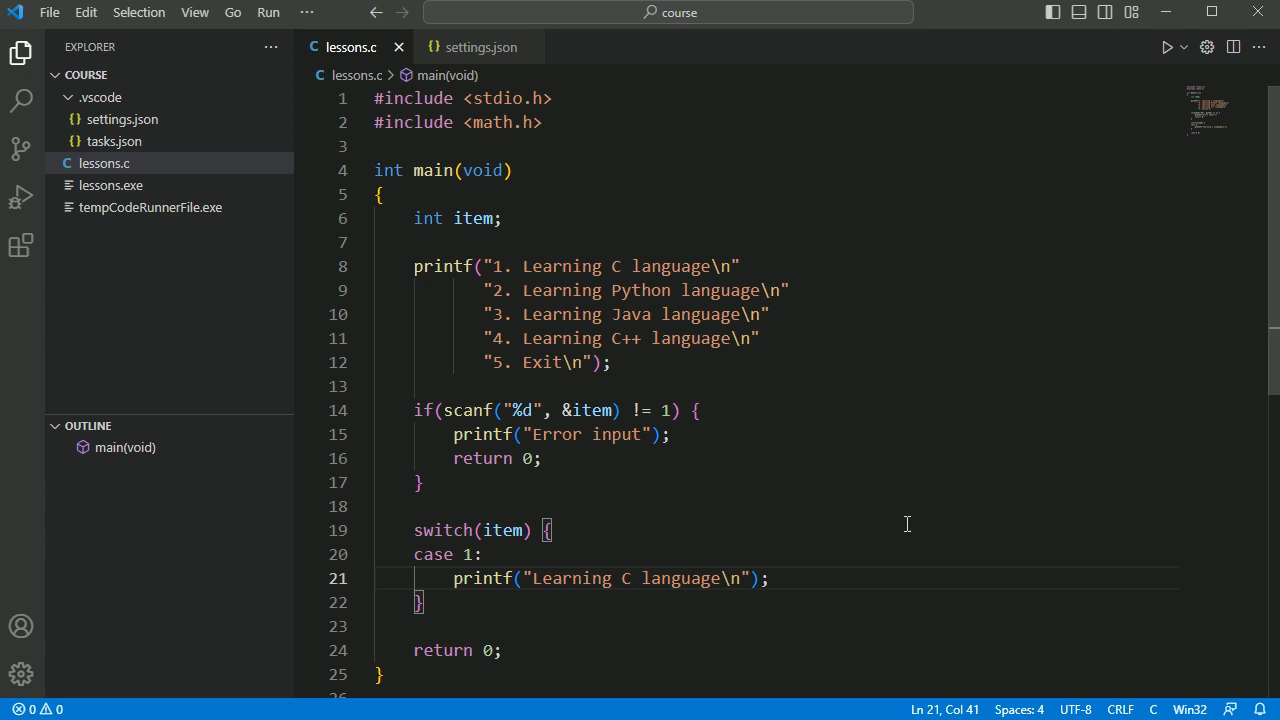 File Edit Selection View Go Run ··· course
EXPLORER ···
COURSE
.vscode
{} settings.json
{} tasks.json
C lessons.c
lessons.exe
tempCodeRunnerFile.exe
OUTLINE
main(void)
C lessons.c × {} settings.json
C lessons.c > main(void)
1 #include <stdio.h>
2 #include <math.h>
3
4 int main(void)
5 {
6 int item;
7
8 printf("1. Learning C language\n"
9 "2. Learning Python language\n"
10 "3. Learning Java language\n"
11 "4. Learning C++ language\n"
12 "5. Exit\n");
13
14 if(scanf("%d", &item) != 1) {
15 printf("Error input");
16 return 0;
17 }
18
19 switch(item) {
20 case 1:
21 printf("Learning C language\n");
22 }
23
24 return 0;
25 }
26
0 0 Ln 21, Col 41 Spaces: 4 UTF-8 CRLF C Win32